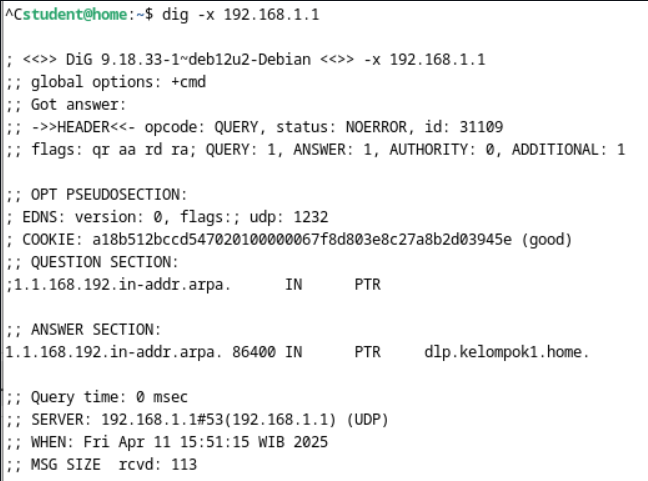 ^Cstudent@home:~$ dig -x 192.168.1.1
; <<>> DiG 9.18.33-1~deb12u2-Debian <<>> -x 192.168.1.1
;; global options: +cmd
;; Got answer:
;; ->>HEADER<<- opcode: QUERY, status: NOERROR, id: 31109
;; flags: qr aa rd ra; QUERY: 1, ANSWER: 1, AUTHORITY: 0, ADDITIONAL: 1
;; OPT PSEUDOSECTION:
; EDNS: version: 0, flags:; udp: 1232
; COOKIE: a18b512bccd547020100000067f8d803e8c27a8b2d03945e (good)
;; QUESTION SECTION:
;1.1.168.192.in-addr.arpa. IN PTR
;; ANSWER SECTION:
1.1.168.192.in-addr.arpa. 86400 IN PTR dlp.kelompok1.home.
;; Query time: 0 msec
;; SERVER: 192.168.1.1#53(192.168.1.1) (UDP)
;; WHEN: Fri Apr 11 15:51:15 WIB 2025
;; MSG SIZE rcvd: 113